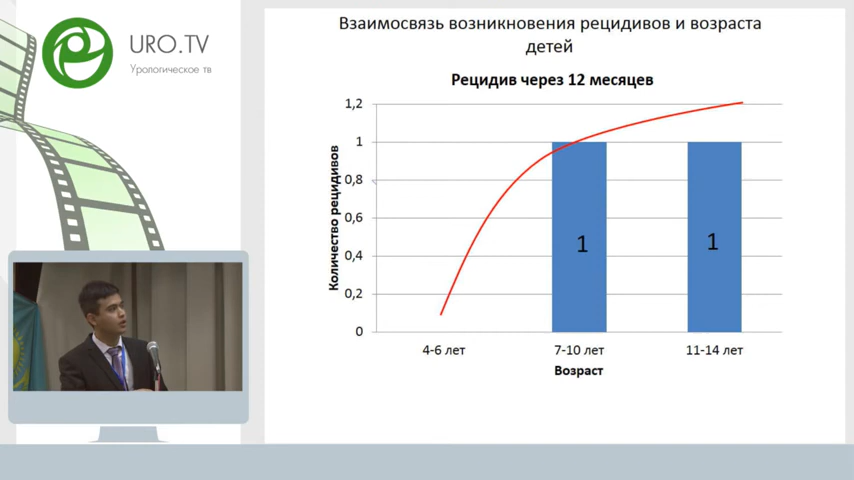 URO.TV
Урологическое тв
Взаимосвязь возникновения рецидивов и возраста
детей
Рецидив через 12 месяцев
Количество рецидивов
1,2
1
0,8
0,6
0,4
0,2
0
1
1
4-6 лет
7-10 лет
11-14 лет
Возраст